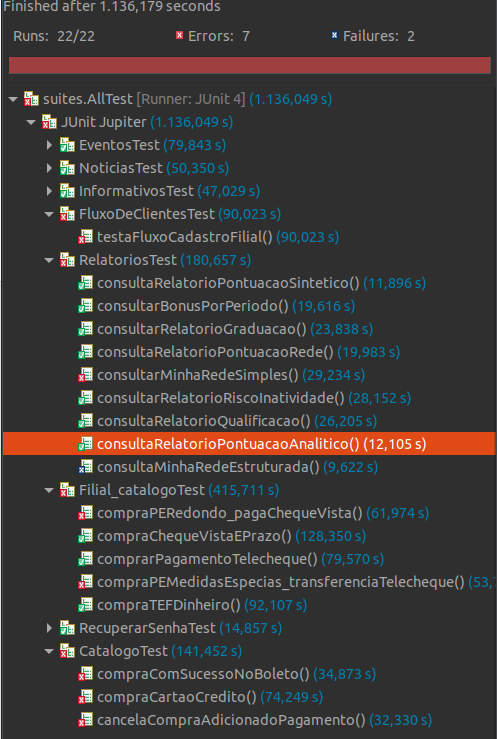 Finished after 1.136,179 seconds
Runs: 22/22 Errors: 7 Failures: 2
suites.AllTest [Runner: JUnit 4] (1.136,049 s)
JUnit Jupiter (1.136,049 s)
EventosTest (79,843 s)
NoticiasTest (50,350 s)
InformativosTest (47,029 s)
FluxoDeClientesTest (90,023 s)
testaFluxoCadastroFilial() (90,023 s)
RelatoriosTest (180,657 s)
consultaRelatorioPontuacaoSintetico() (11,896 s)
consultarBonusPorPeriodo() (19,616 s)
consultarRelatorioGraduacao() (23,838 s)
consultaRelatorioPontuacaoRede() (19,983 s)
consultarMinhaRedeSimples() (29,234 s)
consultarRelatorioRiscoInatividade() (28,152 s)
consultaRelatorioQualificacao() (26,205 s)
consultaRelatorioPontuacaoAnalitico() (12,105 s)
consultaMinhaRedeEstruturada() (9,622 s)
Filial_catalogoTest (415,711 s)
compraPERedondo_pagaChequeVista() (61,974 s)
compraChequeVistaEPrazo() (128,350 s)
comprarPagamentoTelecheque() (79,570 s)
compraPEMedidasEspecias_transferenciaTelecheque() (53,
compraTEFDinheiro() (92,107 s)
RecuperarSenhaTest (14,857 s)
CatalogoTest (141,452 s)
compraComSucessoNoBoleto() (34,873 s)
compraCartaoCredito() (74,249 s)
cancelaCompraAdicionadoPagamento() (32,330 s)